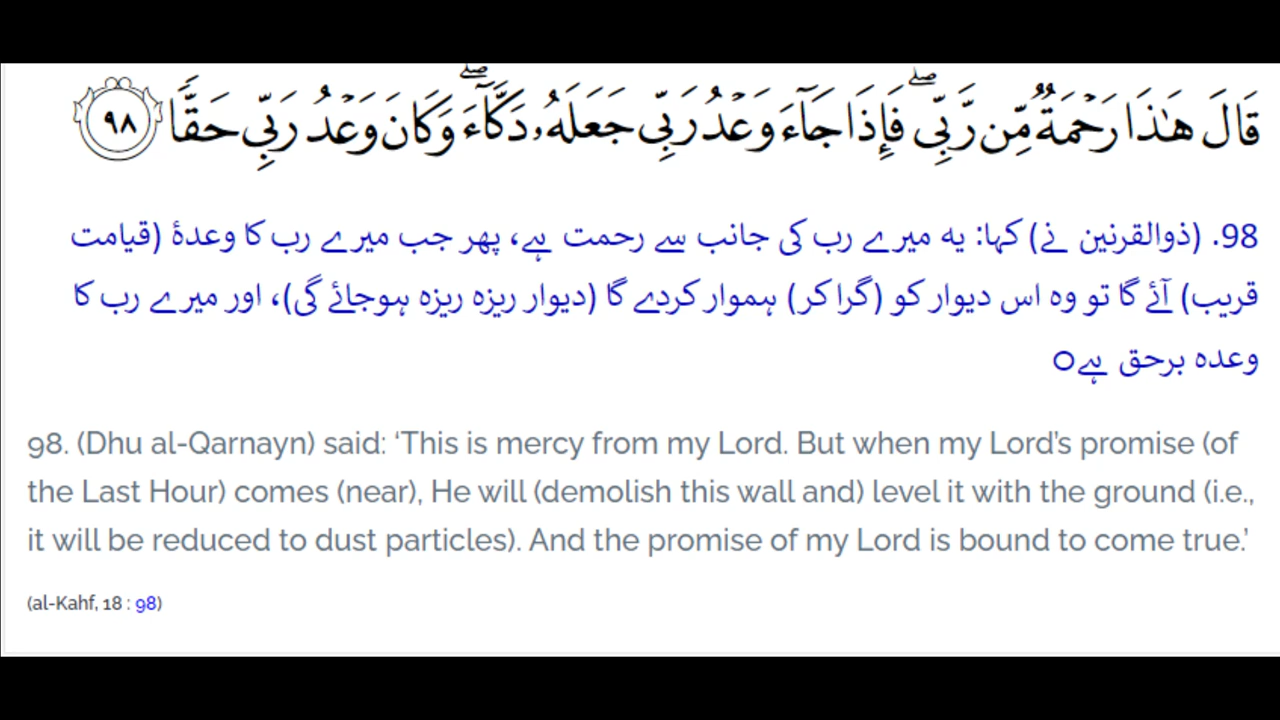 قَالَ هَٰذَا رَحْمَةٌ مِّن رَّبِّي ۖ فَإِذَا جَآءَ وَعْدُ رَبِّي جَعَلَهُۥ دَكَّآءَ ۖ وَكَانَ وَعْدُ رَبِّي حَقًّا ٩٨
98. (ذوالقرنین نے) کہا: یہ میرے رب کی جانب سے رحمت ہے، پھر جب میرے رب کا وعدۂ (قیامت
قریب) آئے گا تو وہ اس دیوار کو (گرا کر) ہموار کردے گا (دیوار ریزہ ریزہ ہوجائے گی)، اور میرے رب کا
وعدہ برحق ہےo
98. (Dhu al-Qarnayn) said: ‘This is mercy from my Lord. But when my Lord’s promise (of
the Last Hour) comes (near), He will (demolish this wall and) level it with the ground (i.e.,
it will be reduced to dust particles). And the promise of my Lord is bound to come true.’
(al-Kahf, 18 : 98)